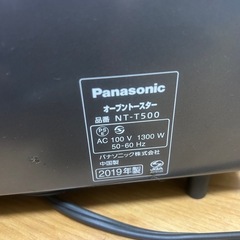 Panasonic
オーブントースター
品番 NT-T500
PS
E
AC 100 V 1300 W
50-60 Hz
パナソニック株式会社
中国製
2019年製